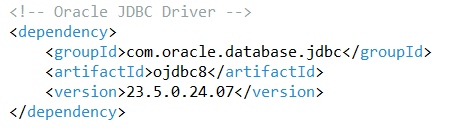 <!-- Oracle JDBC Driver -->
<dependency>
    <groupId>com.oracle.database.jdbc</groupId>
    <artifactId>ojdbc8</artifactId>
    <version>23.5.0.24.07</version>
</dependency>